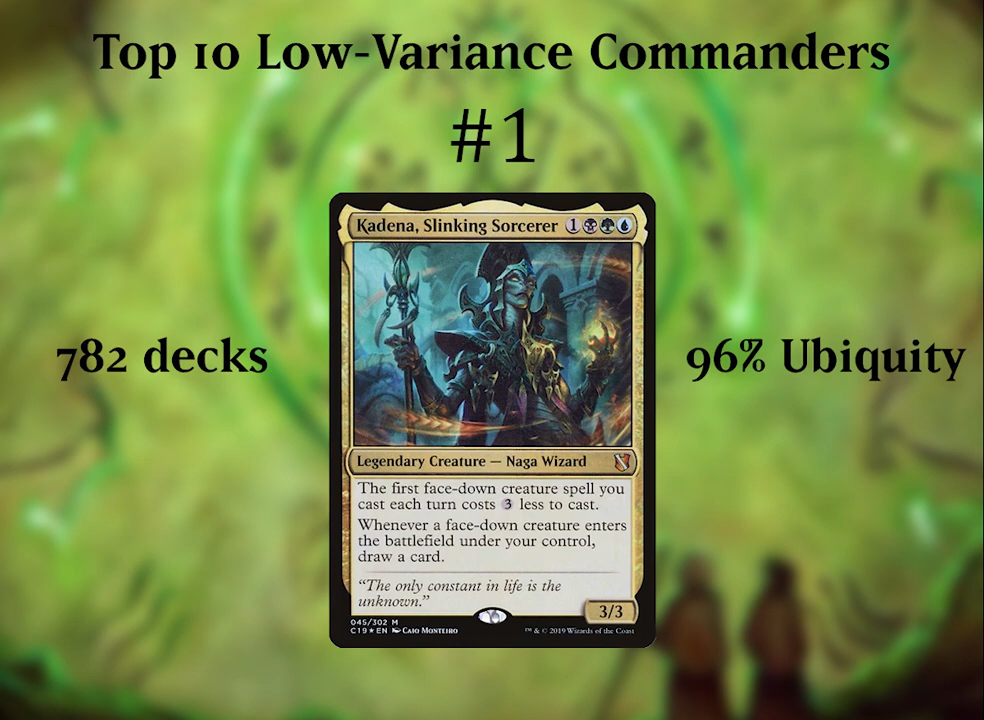 Top 10 Low-Variance Commanders
#1
Kadena, Slinking Sorcerer 1
782 decks
96% Ubiquity
Legendary Creature — Naga Wizard
The first face-down creature spell you
cast each turn costs 3 less to cast.
Whenever a face-down creature enters
the battlefield under your control,
draw a card.
“The only constant in life is the
unknown.”
3/3
045/302 M
C19★EN Caio Monteiro
™ & © 2019 Wizards of the Coast